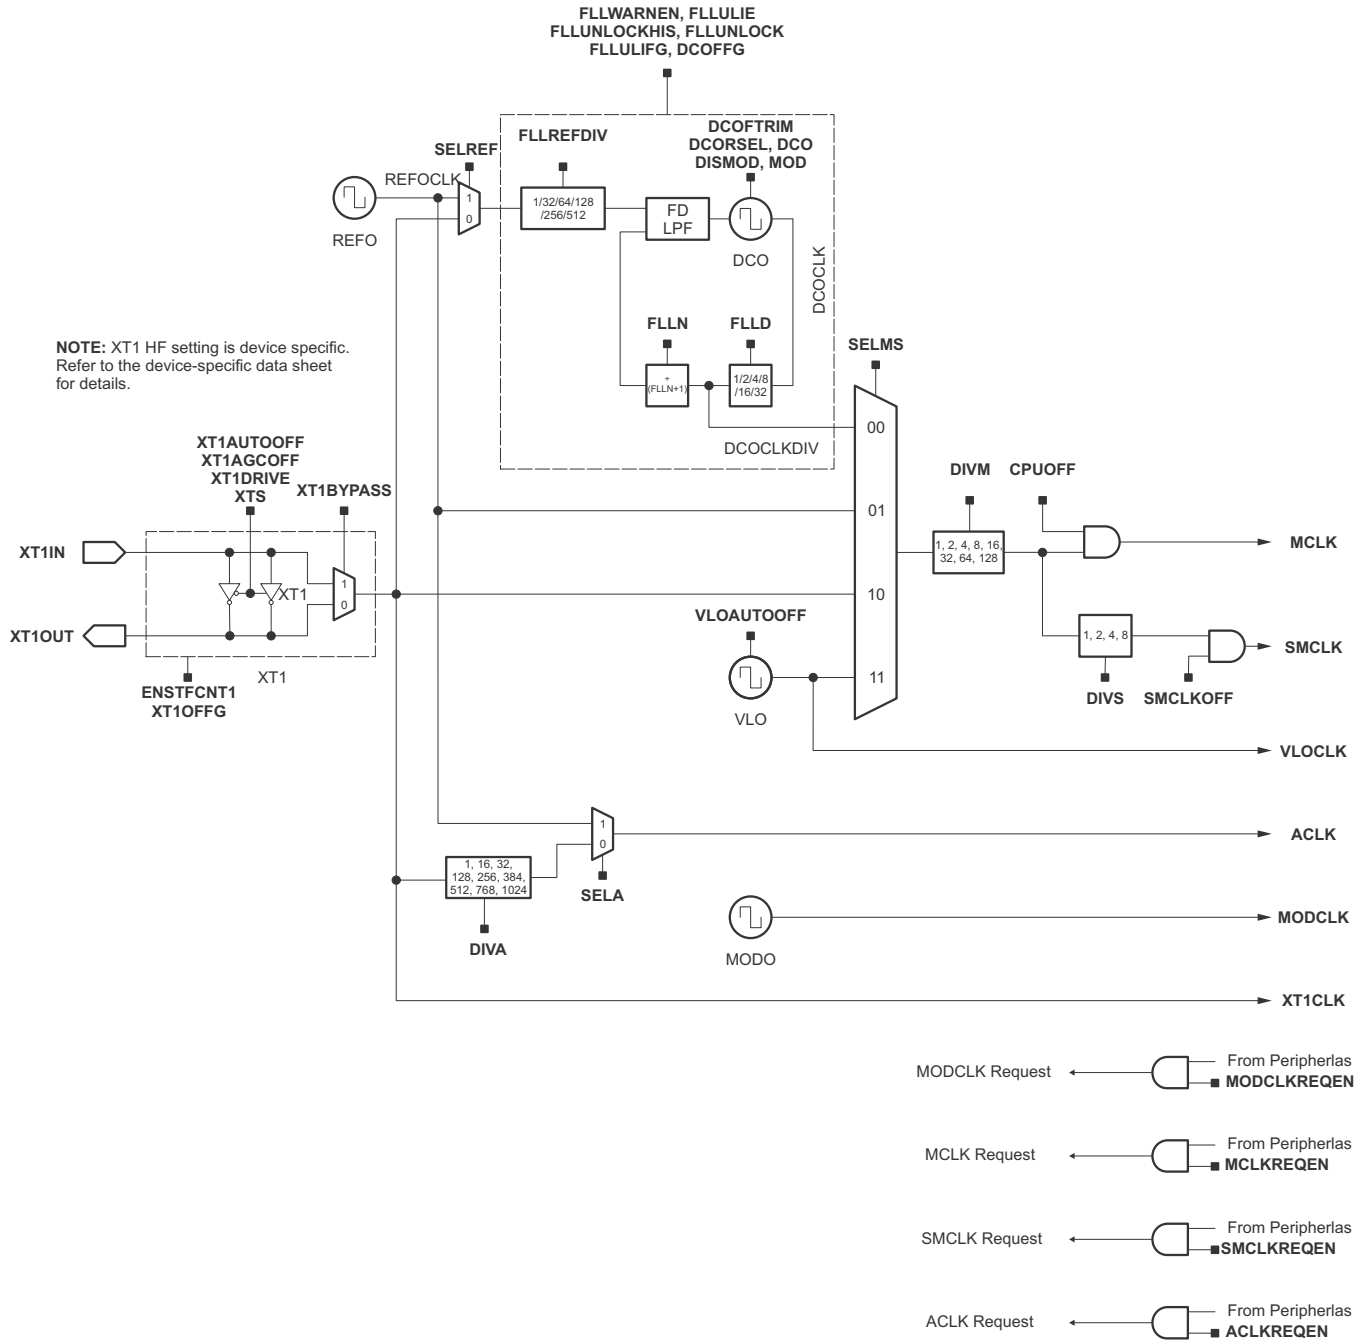 FLLWARNEN, FLLULIE
FLLUNLOCKHIS, FLLUNLOCK
FLLULIFG, DCOFFG
DCOFTRIM
DCORSEL, DCO
DISMOD, MOD
FLLREFDIV
SELREF
REFOCLK
1
0
1/32/64/128
/256/512
FD
LPF
REFO
DCO
DCOCLK
FLLN
FLLD
SELMS
NOTE: XT1 HF setting is device specific.
Refer to the device-specific data sheet
for details.
÷
(FLLN+1)
1/2/4/8
/16/32
00
DCOCLKDIV
XT1AUTOOFF
XT1AGCOFF
XT1DRIVE
XTS
XT1BYPASS
DIVM
CPUOFF
01
XT1IN
1, 2, 4, 8, 16,
32, 64, 128
MCLK
1
0
XT1
10
VLOAUTOOFF
XT1OUT
1, 2, 4, 8
SMCLK
XT1
11
ENSTFCNT1
XT1OFFG
VLO
DIVS
SMCLKOFF
VLOCLK
1
0
ACLK
1, 16, 32,
128, 256, 384,
512, 768, 1024
SELA
DIVA
MODCLK
MODO
XT1CLK
MODCLK Request
From Peripherlas
MODCLKREQEN
MCLK Request
From Peripherlas
MCLKREQEN
SMCLK Request
From Peripherlas
SMCLKREQEN
ACLK Request
From Peripherlas
ACLKREQEN